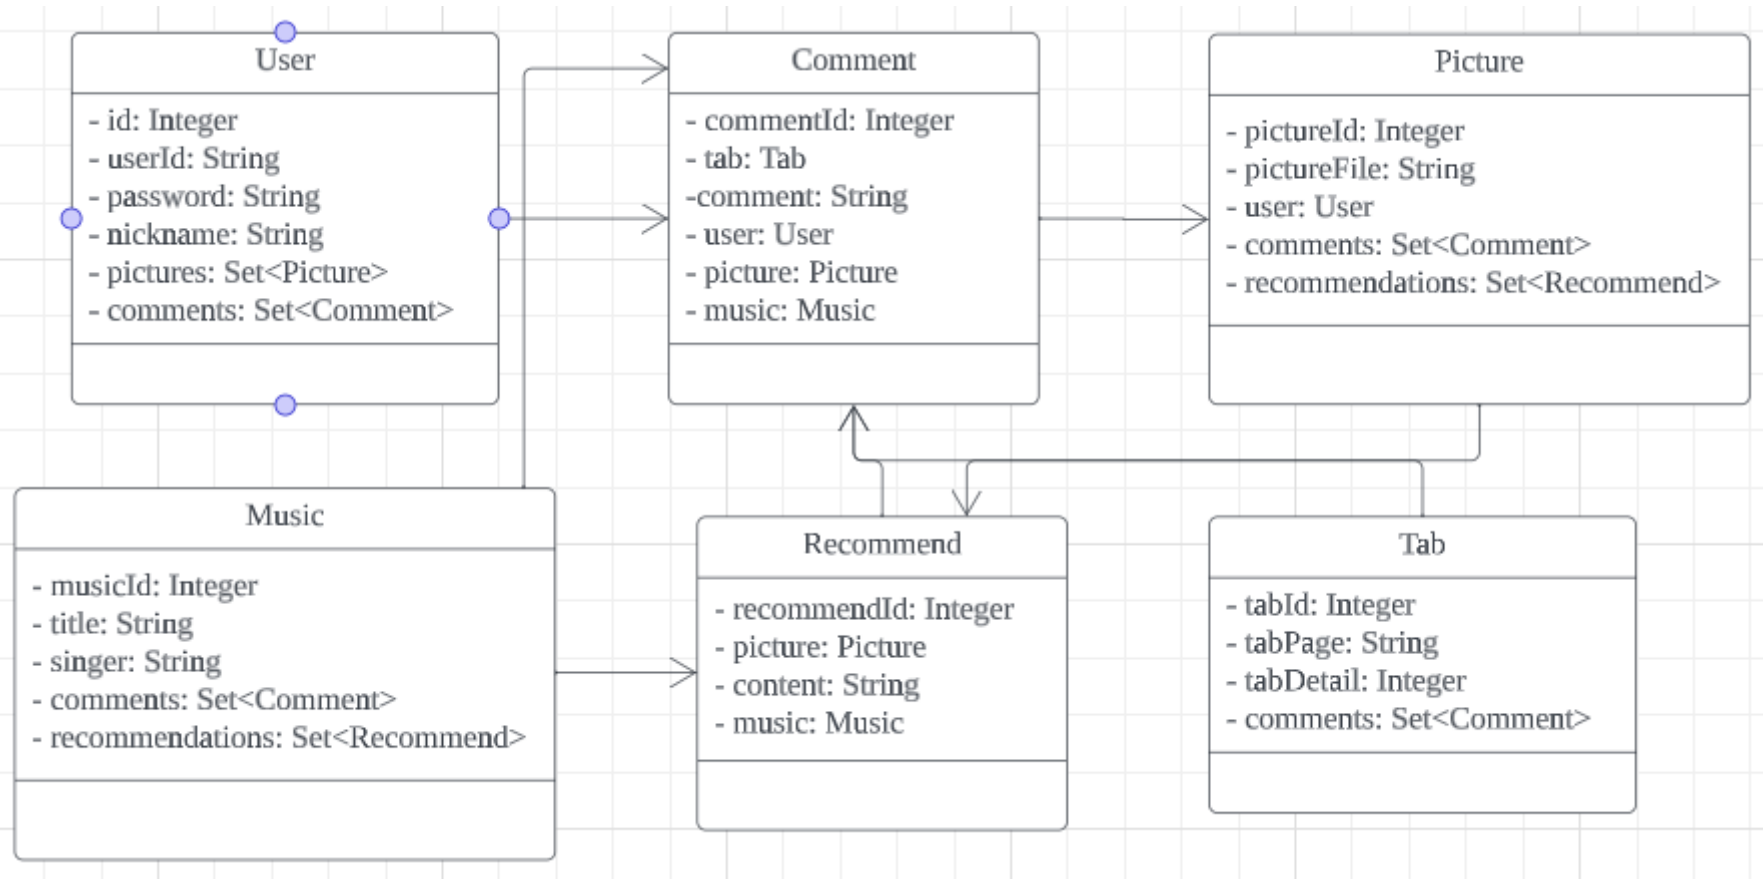 User
- id: Integer
- userId: String
- password: String
- nickname: String
- pictures: Set<Picture>
- comments: Set<Comment>
Comment
- commentId: Integer
- tab: Tab
-comment: String
- user: User
- picture: Picture
- music: Music
Picture
- pictureId: Integer
- pictureFile: String
- user: User
- comments: Set<Comment>
- recommendations: Set<Recommend>
Music
- musicId: Integer
- title: String
- singer: String
- comments: Set<Comment>
- recommendations: Set<Recommend>
Recommend
- recommendId: Integer
- picture: Picture
- content: String
- music: Music
Tab
- tabId: Integer
- tabPage: String
- tabDetail: Integer
- comments: Set<Comment>